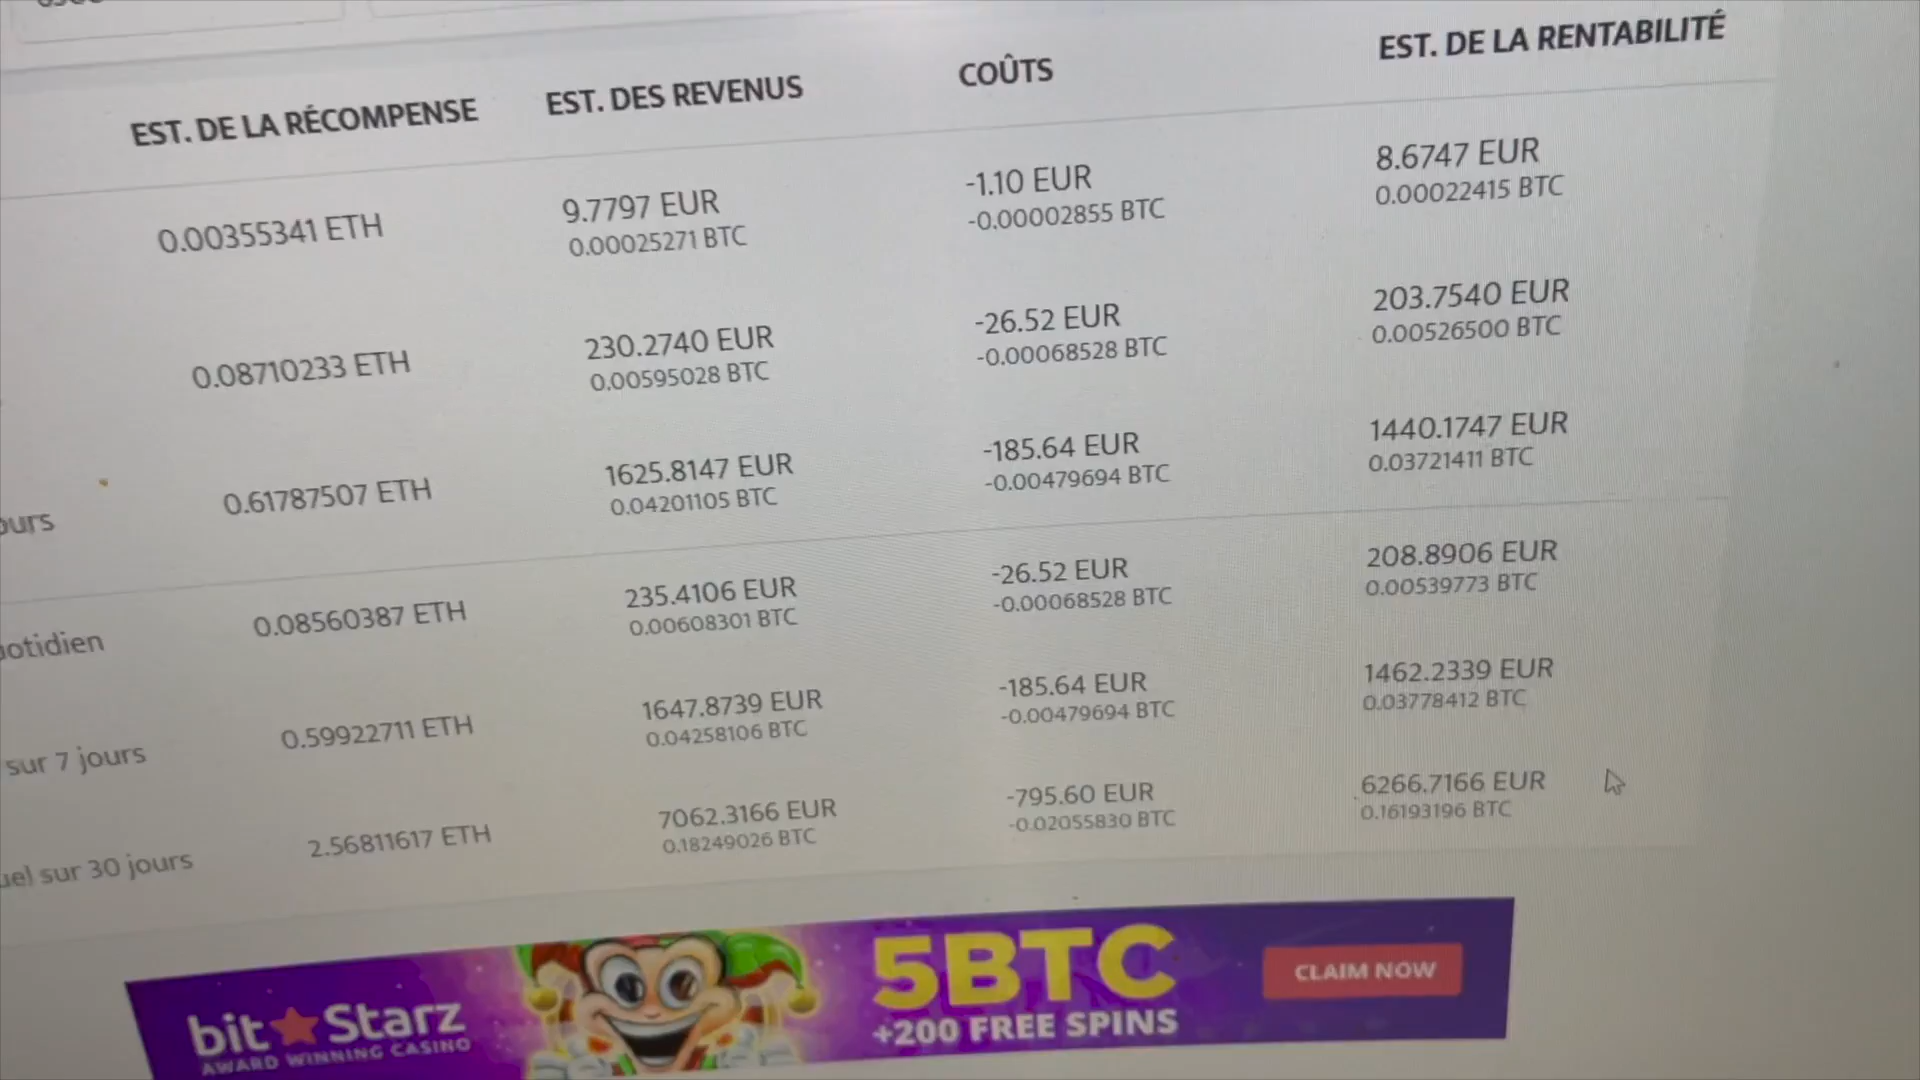 EST. DE LA RÉCOMPENSE EST. DES REVENUS COÛTS EST. DE LA RENTABILITÉ
0.00355341 ETH 9.7797 EUR -1.10 EUR 8.6747 EUR
0.00025271 BTC -0.00002855 BTC 0.00022415 BTC
0.08710233 ETH 230.2740 EUR -26.52 EUR 203.7540 EUR
0.00595028 BTC -0.00068528 BTC 0.00526500 BTC
ours 0.61787507 ETH 1625.8147 EUR -185.64 EUR 1440.1747 EUR
0.04201105 BTC -0.00479694 BTC 0.03721411 BTC
uotidien 0.08560387 ETH 235.4106 EUR -26.52 EUR 208.8906 EUR
0.00608301 BTC -0.00068528 BTC 0.00539773 BTC
sur 7 jours 0.59922711 ETH 1647.8739 EUR -185.64 EUR 1462.2339 EUR
0.04258106 BTC -0.00479694 BTC 0.03778412 BTC
uel sur 30 jours 2.56811617 ETH 7062.3166 EUR -795.60 EUR 6266.7166 EUR
0.18249026 BTC -0.02055830 BTC 0.16193196 BTC
bit Starz
AWARD WINNING CASINO
5BTC
+200 FREE SPINS
CLAIM NOW